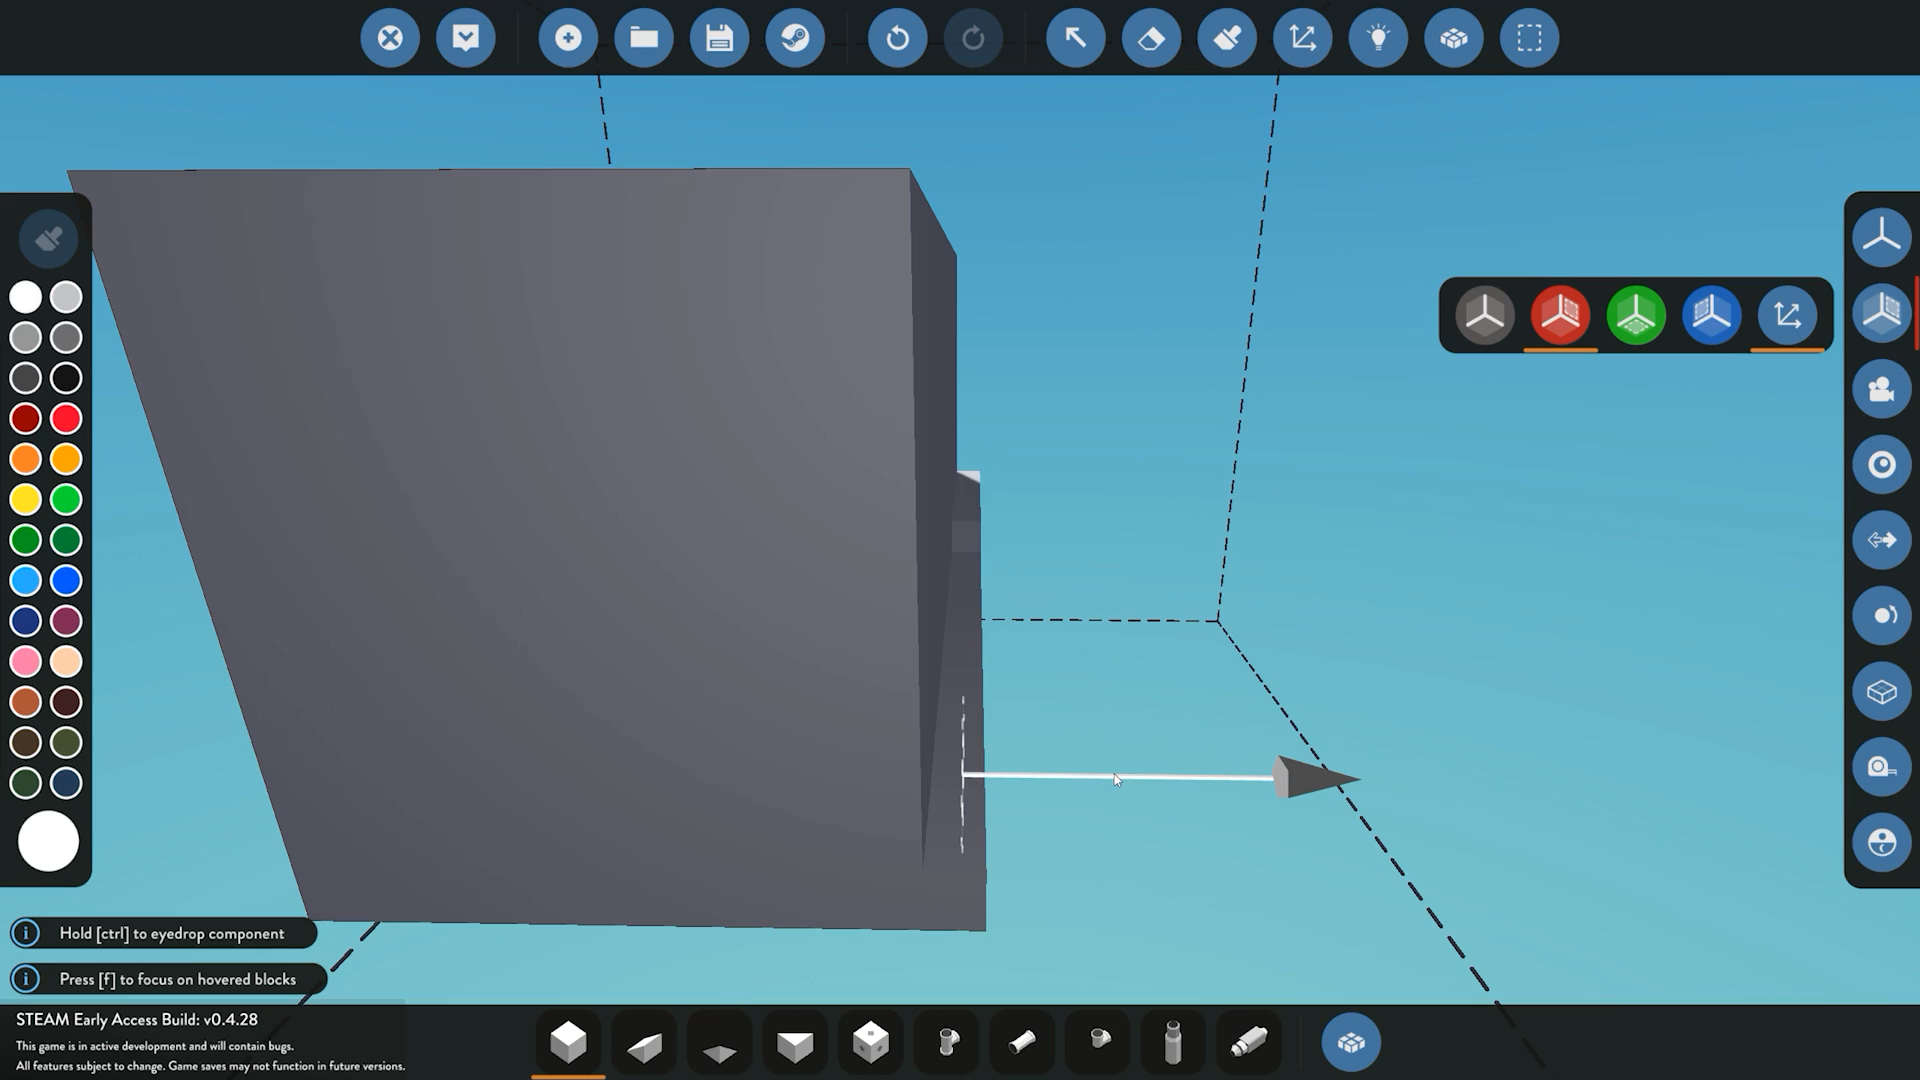 Hold [ctrl] to eyedrop component
Press [f] to focus on hovered blocks
STEAM Early Access Build: v0.4.28
This game is in active development and will contain bugs.
All features subject to change. Game saves may not function in future versions.